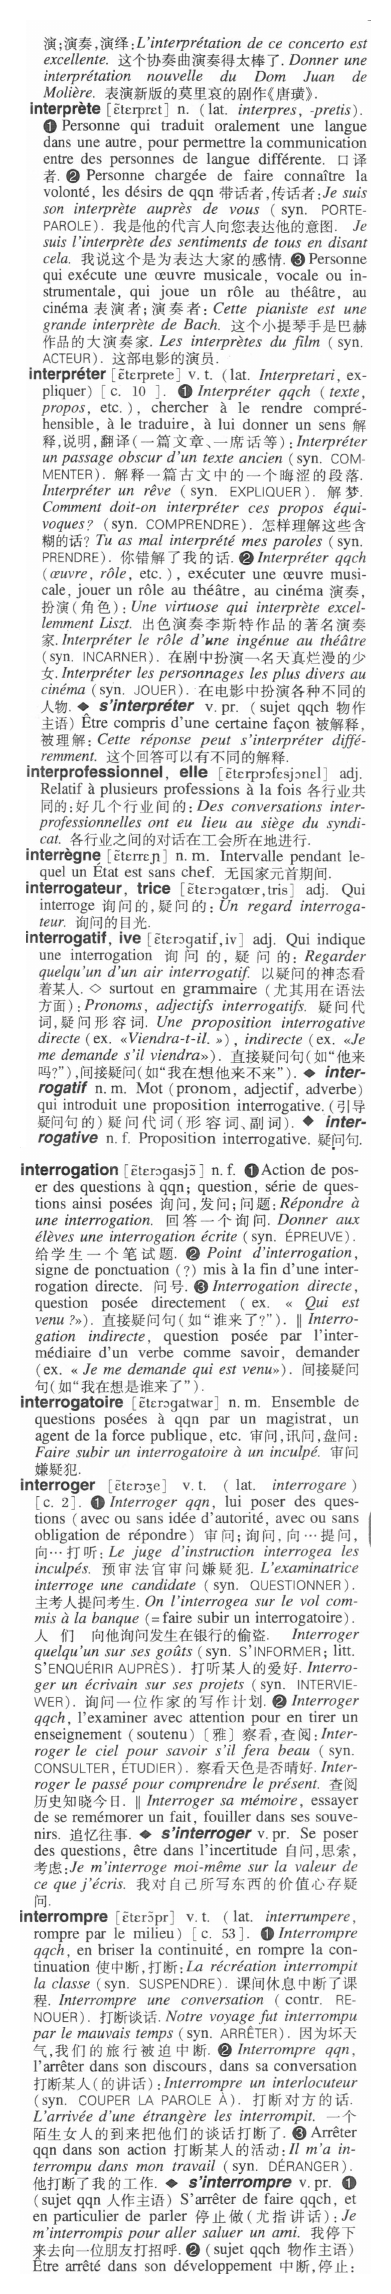 演;演奏,演绎:L'interprétation de ce concerto est
excellente. 这个协奏曲演奏得太棒了. Donner une
interprétation nouvelle du Dom Juan de
Molière. 表演新版的莫里哀的剧作《唐璜》.
interprète [ɛ̃tɛrprɛt] n. (lat. interpres, -pretis).
❶ Personne qui traduit oralement une langue
dans une autre, pour permettre la communication
entre des personnes de langue différente. 口译
者. ❷ Personne chargée de faire connaître la
volonté, les désirs de qqn 带话者,传话者:Je suis
son interprète auprès de vous (syn. PORTE-
PAROLE). 我是他的代言人向您表达他的意图. Je
suis l'interprète des sentiments de tous en disant
cela. 我说这个是为表达大家的感情. ❸ Personne
qui exécute une œuvre musicale, vocale ou in-
strumentale, qui joue un rôle au théâtre, au
cinéma 表演者;演奏者: Cette pianiste est une
grande interprète de Bach. 这个小提琴手是巴赫
作品的大演奏家. Les interprètes du film (syn.
ACTEUR). 这部电影的演员.
interpréter [ɛ̃tɛrprete] v. t. (lat. Interpretari, ex-
pliquer) [c. 10]. ❶ Interpréter qqch (texte,
propos, etc.), chercher à le rendre compré-
hensible, à le traduire, à lui donner un sens 解
释,说明,翻译(一篇文章、一席话等):Interpréter
un passage obscur d'un texte ancien (syn. COM-
MENTER). 解释一篇古文中的一个晦涩的段落.
Interpréter un rêve (syn. EXPLIQUER). 解梦.
Comment doit-on interpréter ces propos équi-
voques? (syn. COMPRENDRE). 怎样理解这些含
糊的话? Tu as mal interprété mes paroles (syn.
PRENDRE). 你错解了我的话. ❷ Interpréter qqch
(œuvre, rôle, etc.), exécuter une œuvre musi-
cale, jouer un rôle au théâtre, au cinéma 演奏,
扮演(角色): Une virtuose qui interprète excel-
lemment Liszt. 出色演奏李斯特作品的著名演奏
家. Interpréter le rôle d'une ingénue au théâtre
(syn. INCARNER). 在剧中扮演一名天真烂漫的少
女. Interpréter les personnages les plus divers au
cinéma (syn. JOUER). 在电影中扮演各种不同的
人物. ◆ s'interpréter v. pr. (sujet qqch 物作
主语) Être compris d'une certaine façon 被解释,
被理解: Cette réponse peut s'interpréter diffé-
remment. 这个回答可以有不同的解释.
interprofessionnel, elle [ɛ̃tɛrprɔfɛsjɔnɛl] adj.
Relatif à plusieurs professions à la fois 各行业共
同的;好几个行业间的: Des conversations inter-
professionnelles ont eu lieu au siège du syndi-
cat. 各行业之间的对话在工会所在地进行.
interrègne [ɛ̃tɛrrɛɲ] n. m. Intervalle pendant le-
quel un État est sans chef. 无国家元首期间.
interrogateur, trice [ɛ̃tɛrɔgatœr,tris] adj. Qui
interroge 询问的,疑问的: Un regard interroga-
teur. 询问的目光.
interrogatif, ive [ɛ̃tɛrɔgatif,iv] adj. Qui indique
une interrogation 询问的,疑问的: Regarder
quelqu'un d'un air interrogatif. 以疑问的神态看
着某人. ◇ surtout en grammaire (尤其用在语法
方面): Pronoms, adjectifs interrogatifs. 疑问代
词,疑问形容词. Une proposition interrogative
directe (ex. «Viendra-t-il. »), indirecte (ex. «Je
me demande s'il viendra»). 直接疑问句(如“他来
吗?”),间接疑问(如“我在想他来不来”). ◆ inter-
rogatif n. m. Mot (pronom, adjectif, adverbe)
qui introduit une proposition interrogative. (引导
疑问句的) 疑问代词(形容词、副词). ◆ inter-
rogative n. f. Proposition interrogative. 疑问句.
interrogation [ɛ̃tɛrɔgasjɔ̃] n. f. ❶ Action de pos-
er des questions à qqn; question, série de ques-
tions ainsi posées 询问,发问;问题: Répondre à
une interrogation. 回答一个询问. Donner aux
élèves une interrogation écrite (syn. ÉPREUVE).
给学生一个笔试题. ❷ Point d'interrogation,
signe de ponctuation (?) mis à la fin d'une inter-
rogation directe. 问号. ❸ Interrogation directe,
question posée directement (ex. « Qui est
venu ?»). 直接疑问句(如“谁来了?”). ‖ Interro-
gation indirecte, question posée par l'inter-
médiaire d'un verbe comme savoir, demander
(ex. « Je me demande qui est venu»). 间接疑问
句(如“我在想是谁来了”).
interrogatoire [ɛ̃tɛrɔgatwar] n. m. Ensemble de
questions posées à qqn par un magistrat, un
agent de la force publique, etc. 审问,讯问,盘问:
Faire subir un interrogatoire à un inculpé. 审问
嫌疑犯.
interroger [ɛ̃tɛrɔʒe] v. t. (lat. interrogare)
[c. 2]. ❶ Interroger qqn, lui poser des ques-
tions (avec ou sans idée d'autorité, avec ou sans
obligation de répondre) 审问;询问,向…提问,
向…打听: Le juge d'instruction interrogea les
inculpés. 预审法官审问嫌疑犯. L'examinatrice
interroge une candidate (syn. QUESTIONNER).
主考人提问考生. On l'interrogea sur le vol com-
mis à la banque (= faire subir un interrogatoire).
人们 向他询问发生在银行的偷盗. Interroger
quelqu'un sur ses goûts (syn. S'INFORMER; litt.
S'ENQUÉRIR AUPRÈS). 打听某人的爱好. Interro-
ger un écrivain sur ses projets (syn. INTERVIE-
WER). 询问一位作家的写作计划. ❷ Interroger
qqch, l'examiner avec attention pour en tirer un
enseignement (soutenu) [雅] 察看,查阅: Inter-
roger le ciel pour savoir s'il fera beau (syn.
CONSULTER, ÉTUDIER). 察看天色是否晴好. Inter-
roger le passé pour comprendre le présent. 查阅
历史知晓今日. ‖ Interroger sa mémoire, essayer
de se remémorer un fait, fouiller dans ses souve-
nirs. 追忆往事. ◆ s'interroger v. pr. Se poser
des questions, être dans l'incertitude 自问,思索,
考虑:Je m'interroge moi-même sur la valeur de
ce que j'écris. 我对自己所写东西的价值心存疑
问.
interrompre [ɛ̃tɛrɔ̃pr] v. t. (lat. interrumpere,
rompre par le milieu) [c. 53]. ❶ Interrompre
qqch, en briser la continuité, en rompre la con-
tinuation 使中断,打断: La récréation interrompit
la classe (syn. SUSPENDRE). 课间休息中断了课
程. Interrompre une conversation (contr. RE-
NOUER). 打断谈话. Notre voyage fut interrompu
par le mauvais temps (syn. ARRÊTER). 因为坏天
气,我们的旅行被迫中断. ❷ Interrompre qqn,
l'arrêter dans son discours, dans sa conversation
打断某人(的讲话): Interrompre un interlocuteur
(syn. COUPER LA PAROLE À). 打断对方的话.
L'arrivée d'une étrangère les interrompit. 一个
陌生女人的到来把他们的谈话打断了. ❸ Arrêter
qqn dans son action 打断某人的活动: Il m'a in-
terrompu dans mon travail (syn. DÉRANGER).
他打断了我的工作. ◆ s'interrompre v. pr. ❶
(sujet qqn 人作主语) S'arrêter de faire qqch, et
en particulier de parler 停止做(尤指讲话): Je
m'interrompis pour aller saluer un ami. 我停下
来去向一位朋友打招呼. ❷ (sujet qqch 物作主语)
Être arrêté dans son développement 中断,停止: